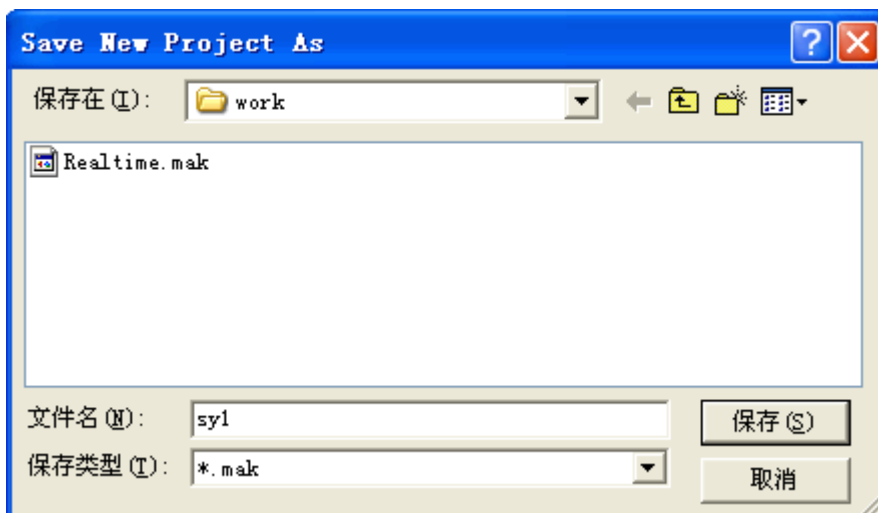 Save New Project As
保存在(I): work
Realtime.mak
文件名(N): sy1 保存(S)
保存类型(T): *.mak 取消